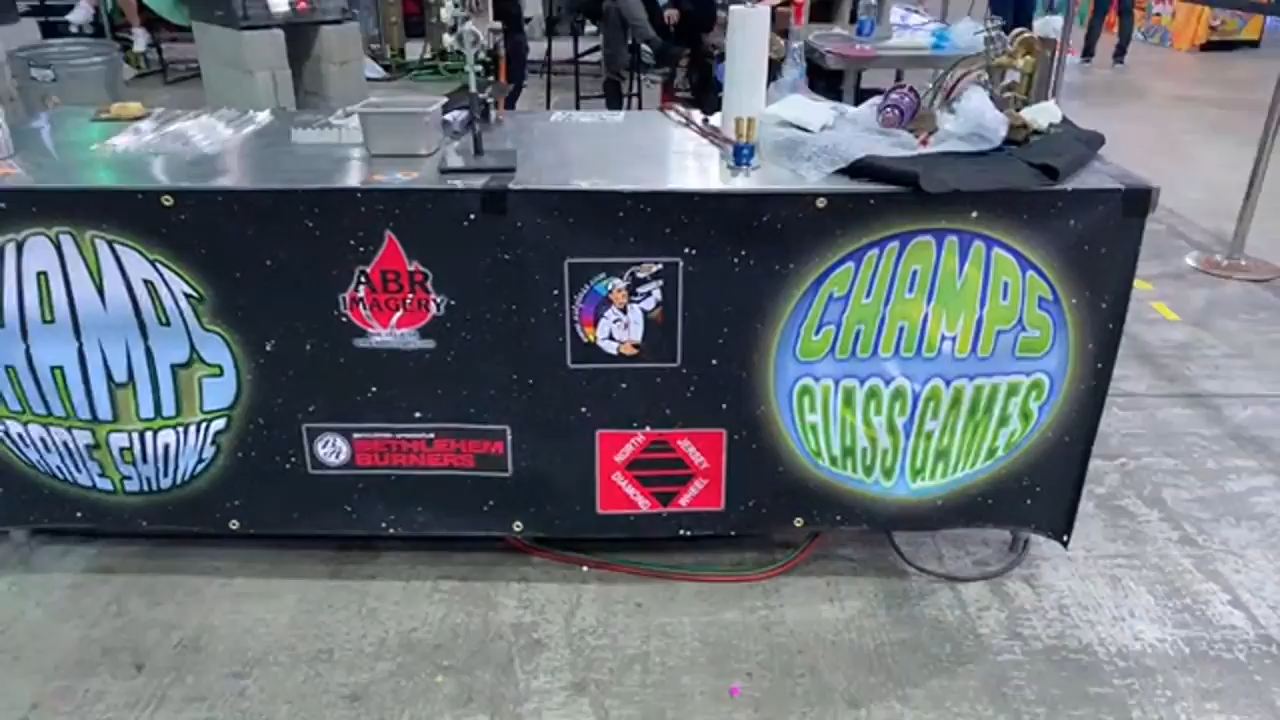 CHAMPS
TRADE SHOWS
ABR
IMAGERY
BETHLEHEM
BURNERS
NORTH
JERSEY
DIAMOND
WHEEL
CHAMPS
GLASS GAMES